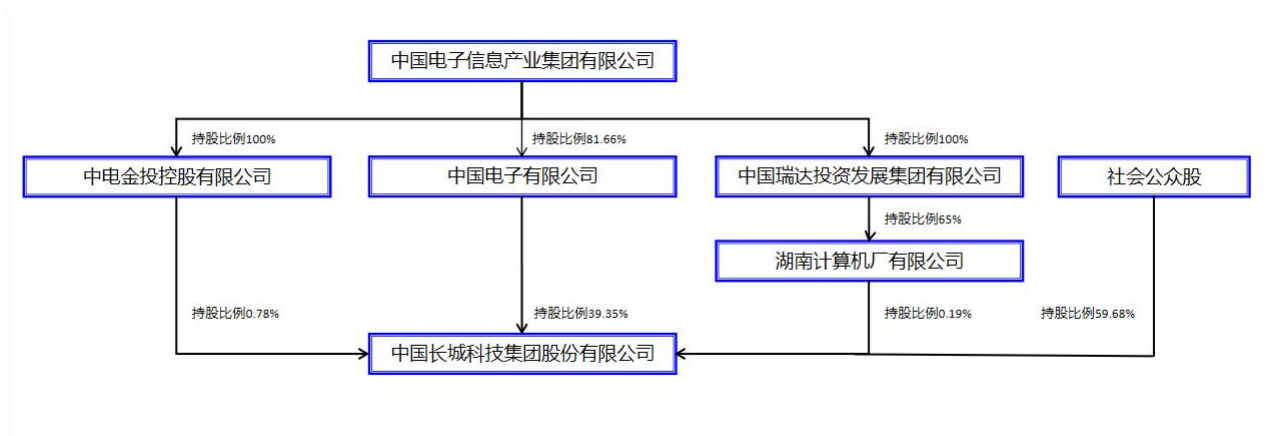 中国电子信息产业集团有限公司
持股比例100%
持股比例81.66%
持股比例100%
中电金投控股有限公司
中国电子有限公司
中国瑞达投资发展集团有限公司
社会公众股
持股比例65%
湖南计算机厂有限公司
持股比例0.78%
持股比例39.35%
持股比例0.19%
持股比例59.68%
中国长城科技集团股份有限公司